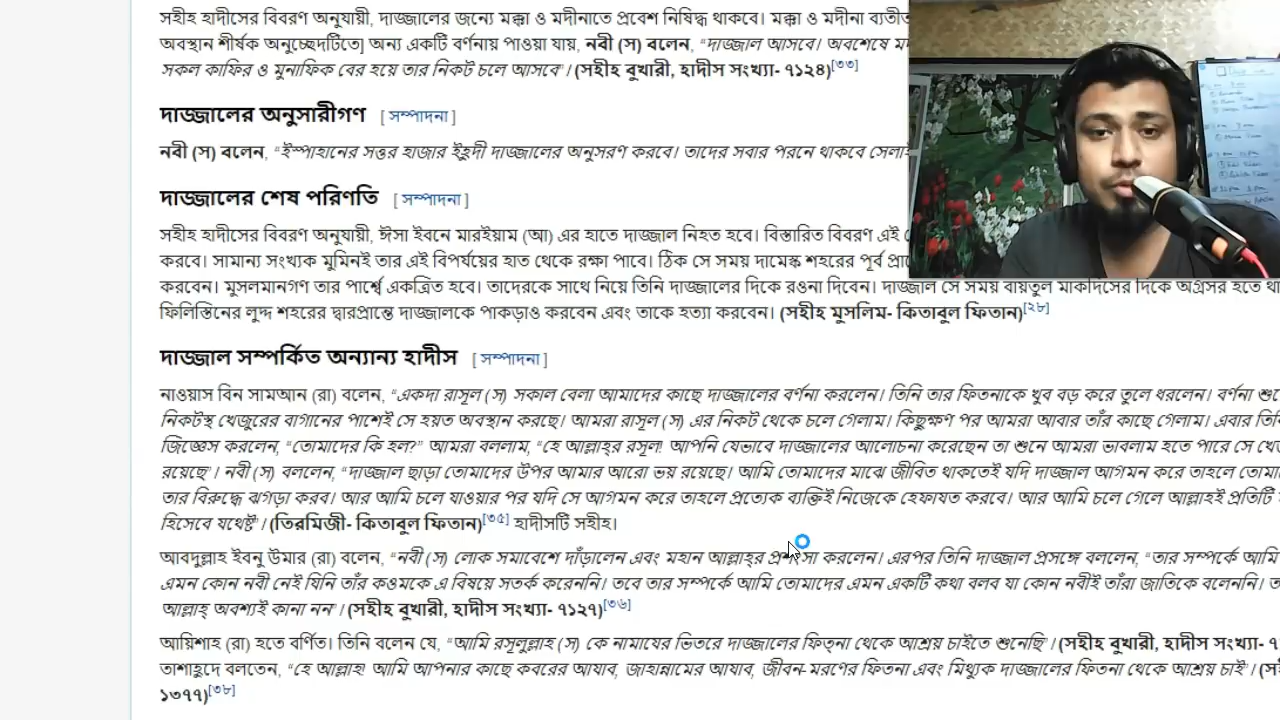 সহীহ হাদীসের বিবরণ অনুযায়ী, দাজ্জালের জন্যে মক্কা ও মদীনাতে প্রবেশ নিষিদ্ধ থাকবে। মক্কা ও মদীনা ব্যতীত
অবস্থান শীর্ষক অনুচ্ছেদটিতে] অন্য একটি বর্ণনায় পাওয়া যায়, নবী (স) বলেন, “দাজ্জাল আসবে। অবশেষে
সকল কাফির ও মুনাফিক বের হয়ে তার নিকট চলে আসবে”। (সহীহ বুখারী, হাদীস সংখ্যা- ৭১২৪)[৩৩]
দাজ্জালের অনুসারীগণ [ সম্পাদনা ]
নবী (স) বলেন, “ইস্পাহানের সত্তর হাজার ইহুদী দাজ্জালের অনুসরণ করবে। তাদের সবার পরনে থাকবে
দাজ্জালের শেষ পরিণতি [ সম্পাদনা ]
সহীহ হাদীসের বিবরণ অনুযায়ী, ঈসা ইবনে মারইয়াম (আ) এর হাতে দাজ্জাল নিহত হবে। বিস্তারিত বিবরণ এই
করবে। সামান্য সংখ্যক মুমিনই তার এই বিপর্যয়ের হাত থেকে রক্ষা পাবে। ঠিক সে সময় দামেস্ক শহরের পূর্ব
করবেন। মুসলমানগণ তার পার্শ্বে একত্রিত হবে। তাদেরকে সাথে নিয়ে তিনি দাজ্জালের দিকে রওনা দিবেন। দাজ্জাল সে সময় বায়তুল মাকদিসের দিকে অগ্রসর হতে
ফিলিস্তিনের লুদ্দ শহরের দ্বারপ্রান্তে দাজ্জালকে পাকড়াও করবেন এবং তাকে হত্যা করবেন। (সহীহ মুসলিম- কিতাবুল ফিতান)[২৮]
দাজ্জাল সম্পর্কিত অন্যান্য হাদীস [ সম্পাদনা ]
নাওয়াস বিন সামআন (রা) বলেন, “একদা রাসূল (স) সকাল বেলা আমাদের কাছে দাজ্জালের বর্ণনা করলেন। তিনি তার ফিতনাকে খুব বড় করে তুলে ধরলেন। বর্ণনা
নিকটস্থ খেজুরের বাগানের পাশেই সে হয়ত অবস্থান করছে। আমরা রাসূল (স) এর নিকট থেকে চলে গেলাম। কিছুক্ষণ পর আমরা আবার তাঁর কাছে গেলাম। এবার
জিজ্ঞেস করলেন, “তোমাদের কি হল?” আমরা বললাম, “হে আল্লাহ্‌র রসূল! আপনি যেভাবে দাজ্জালের আলোচনা করেছেন তা শুনে আমরা ভাবলাম হতে পারে সে
রয়েছে”। নবী (স) বললেন, “দাজ্জাল ছাড়া তোমাদের উপর আমার আরো ভয় রয়েছে। আমি তোমাদের মাঝে জীবিত থাকতেই যদি দাজ্জাল আগমন করে তাহলে
তার বিরুদ্ধে ঝগড়া করব। আর আমি চলে যাওয়ার পর যদি সে আগমন করে তাহলে প্রত্যেক ব্যক্তিই নিজেকে হেফাযত করবে। আর আমি চলে গেলে আল্লাহই প্রতিটি
হিসেবে যথেষ্ট”। (তিরমিজী- কিতাবুল ফিতান)[৩৫] হাদীসটি সহীহ।
আবদুল্লাহ ইবনু উমার (রা) বলেন, “নবী (স) লোক সমাবেশে দাঁড়ালেন এবং মহান আল্লাহ্‌র প্রশংসা করলেন। এরপর তিনি দাজ্জাল প্রসঙ্গে বললেন, “তার সম্পর্কে আমি
এমন কোন নবী নেই যিনি তাঁর কওমকে এ বিষয়ে সতর্ক করেননি। তবে তার সম্পর্কে আমি তোমাদের এমন একটি কথা বলব যা কোন নবীই তাঁরা জাতিকে বলেননি।
আল্লাহ্‌ অবশ্যই কানা নন”। (সহীহ বুখারী, হাদীস সংখ্যা- ৭১২৭)[৩৬]
আয়িশাহ (রা) হতে বর্ণিত। তিনি বলেন যে, “আমি রসূলুল্লাহ (স) কে নামাযের ভিতরে দাজ্জালের ফিত্‌না থেকে আশ্রয় চাইতে শুনেছি”। (সহীহ বুখারী, হাদীস সংখ্যা-
তাশাহুদে বলতেন, “হে আল্লাহ! আমি আপনার কাছে কবরের আযাব, জাহান্নামের আযাব, জীবন-মরণের ফিতনা এবং মিথ্যুক দাজ্জালের ফিতনা থেকে আশ্রয় চাই”।
১৩৭৭)[৩৮]